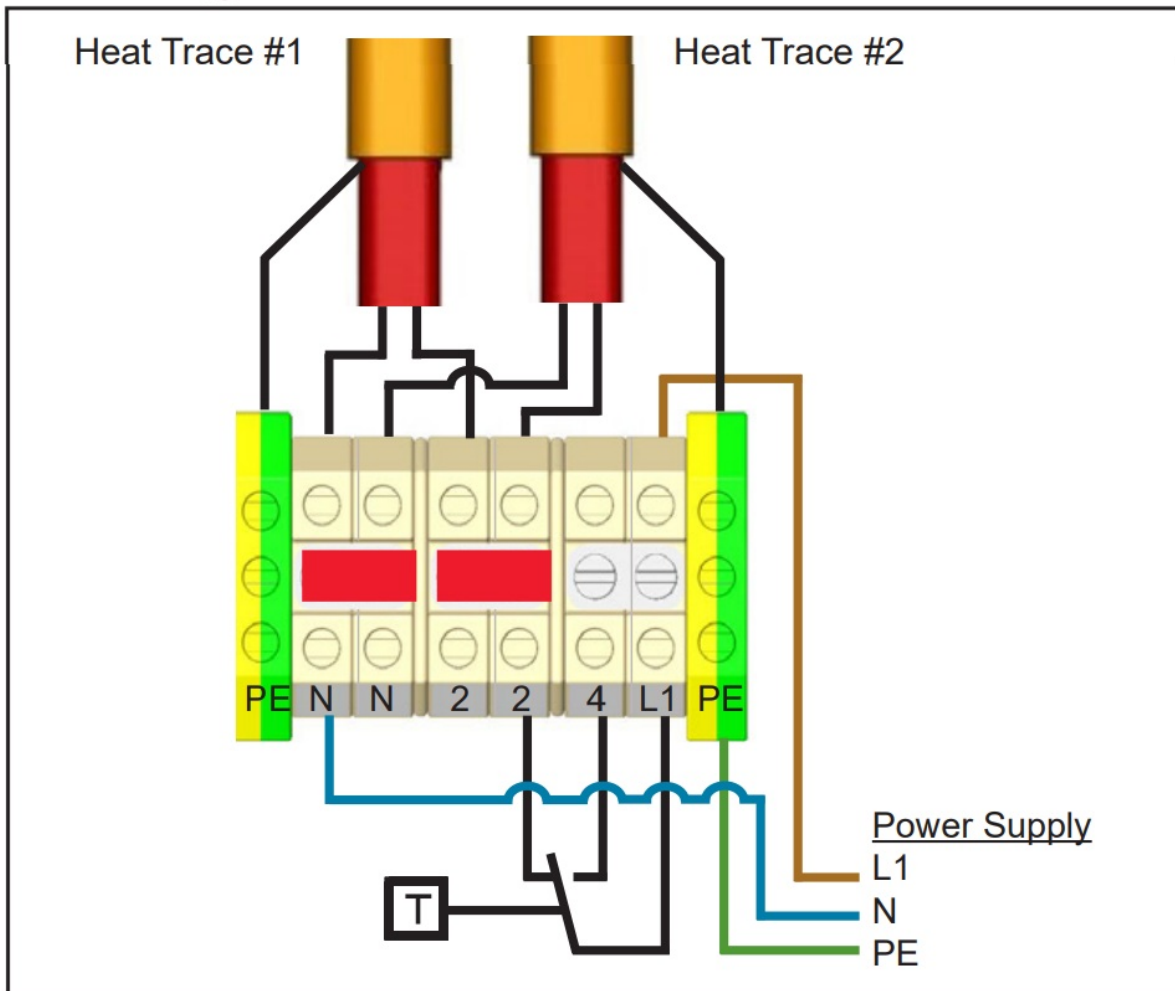 Heat Trace #1
Heat Trace #2
PE N N 2 2 4 L1 PE
T
Power Supply
L1
N
PE